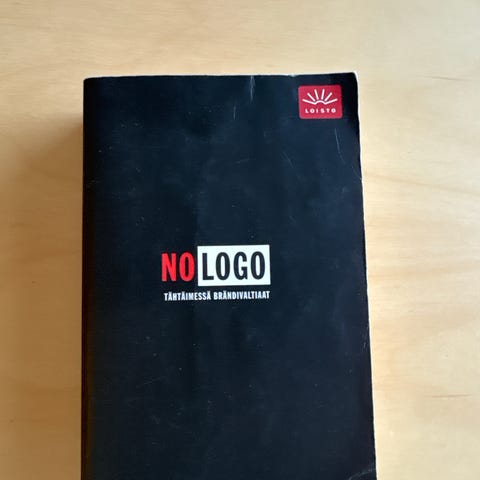 LOISTO
NO LOGO
TÄHTÄIMESSÄ BRÄNDIVALTIAAT